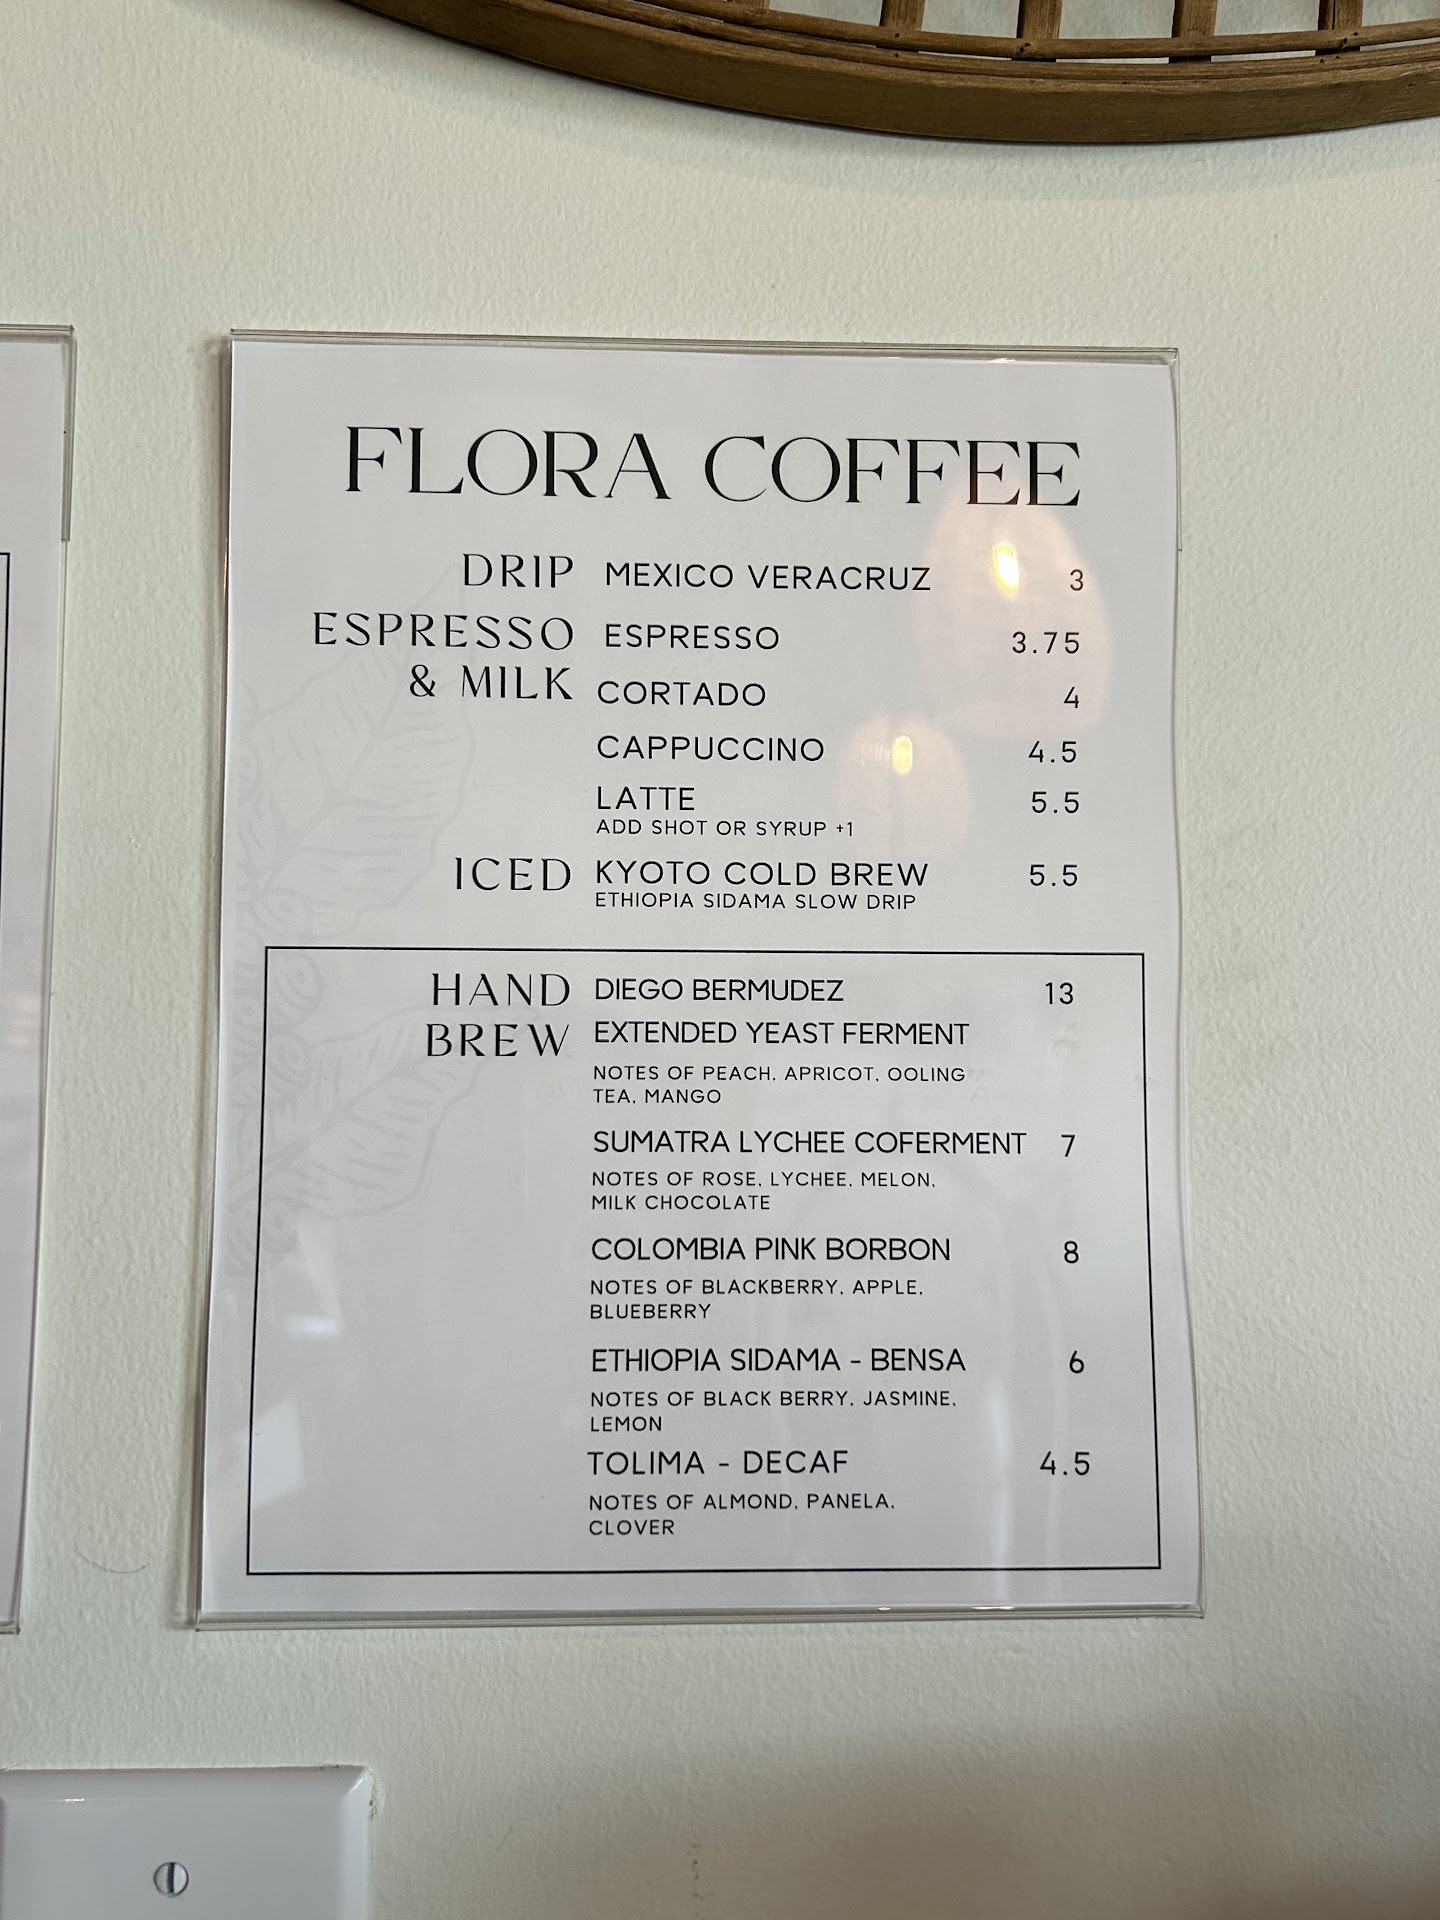 FLORA COFFEE
DRIP MEXICO VERACRUZ 3
ESPRESSO ESPRESSO 3.75
& MILK CORTADO 4
CAPPUCCINO 4.5
LATTE 5.5
ADD SHOT OR SYRUP +1
ICED KYOTO COLD BREW 5.5
ETHIOPIA SIDAMA SLOW DRIP
HAND DIEGO BERMUDEZ 13
BREW EXTENDED YEAST FERMENT
NOTES OF PEACH, APRICOT, OOLING
TEA, MANGO
SUMATRA LYCHEE COFERMENT 7
NOTES OF ROSE, LYCHEE, MELON,
MILK CHOCOLATE
COLOMBIA PINK BORBON 8
NOTES OF BLACKBERRY, APPLE,
BLUEBERRY
ETHIOPIA SIDAMA - BENSA 6
NOTES OF BLACK BERRY, JASMINE,
LEMON
TOLIMA - DECAF 4.5
NOTES OF ALMOND, PANELA,
CLOVER